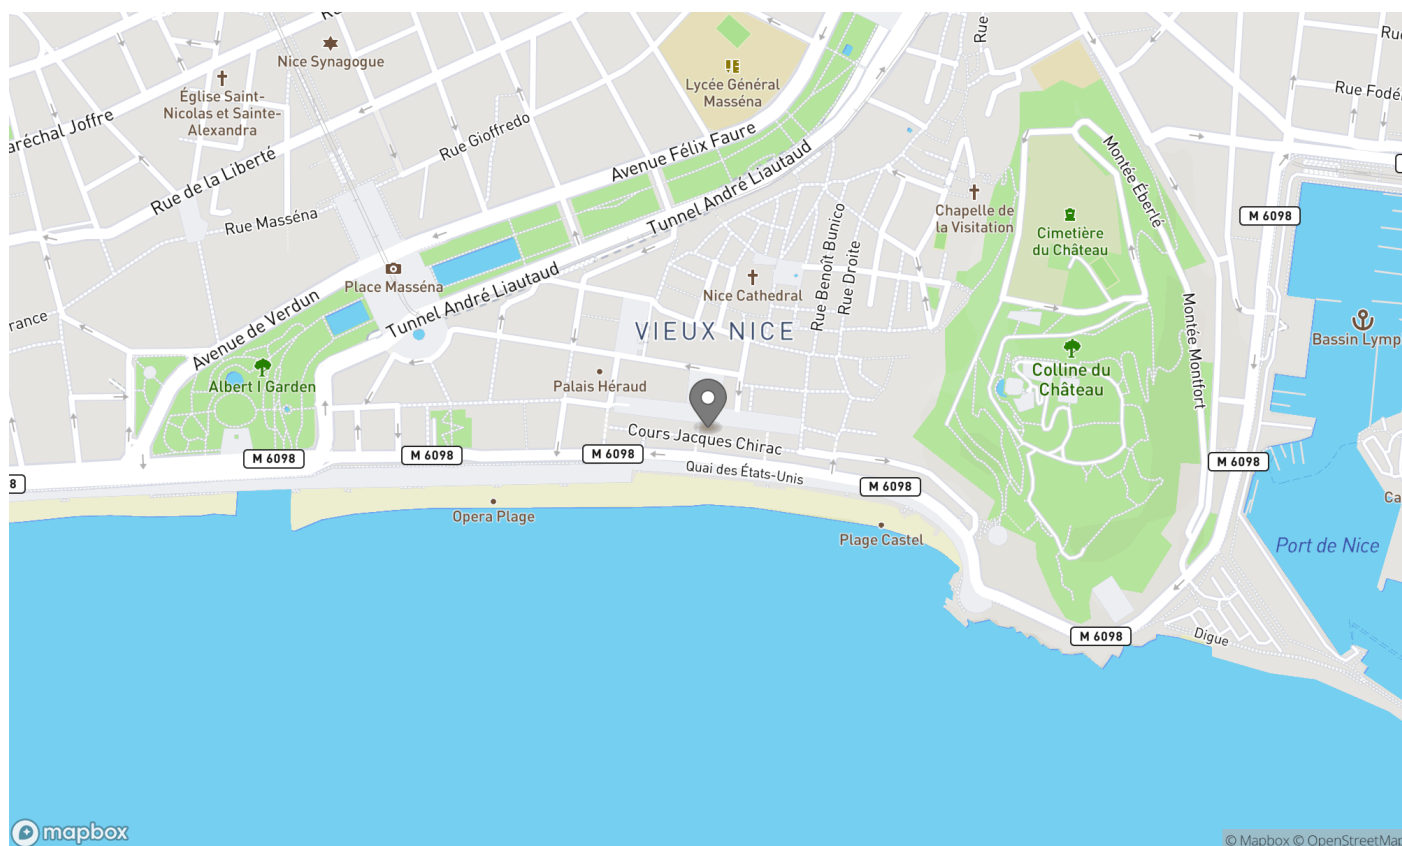 Nice Synagogue
Église Saint-
Nicolas et Sainte-
Alexandra
Lycée Général
Masséna
Rue
Rue Fodér
aréchal Joffre
Rue Gioffredo
Avenue Félix Faure
Rue de la Liberté
Tunnel André Liautaud
Montée Éberlé
Rue Masséna
Chapelle de
la Visitation
Cimetière
du Château
M 6098
Rue Benoît Bunico
Rue Droite
Place Masséna
Nice Cathedral
Tunnel André Liautaud
Avenue de Verdun
rance
VIEUX NICE
Montée Montfort
Bassin Lymp
Albert I Garden
Palais Héraud
Colline du
Château
Cours Jacques Chirac
M 6098
M 6098
M 6098
Quai des États-Unis
M 6098
M 6098
8
Opera Plage
Plage Castel
Ca
Port de Nice
M 6098
Digue
mapbox
© Mapbox © OpenStreetMap